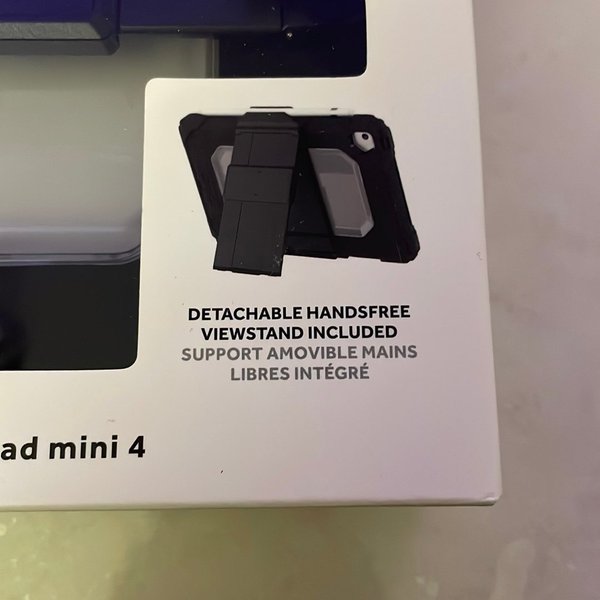 DETACHABLE HANDSFREE
VIEWSTAND INCLUDED
SUPPORT AMOVIBLE MAINS
LIBRES INTÉGRÉ
ad mini 4